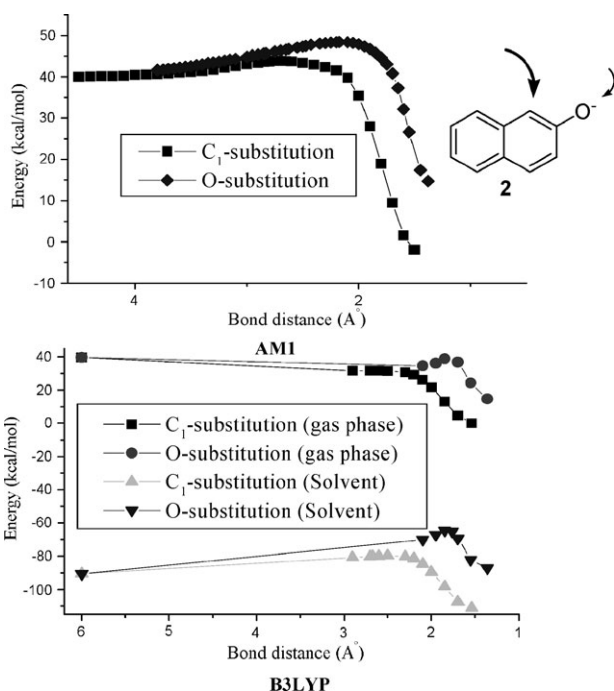 50
40
30
20
10
0
-10
Energy (kcal/mol)
C₁-substitution
O-substitution
4
2
Bond distance (A°)
AM1
O⁻
2
40
20
0
-20
-40
-60
-80
-100
Energy (kcal/mol)
C₁-substitution (gas phase)
O-substitution (gas phase)
C₁-substitution (Solvent)
O-substitution (Solvent)
6
5
4
3
2
1
Bond distance (A°)
B3LYP